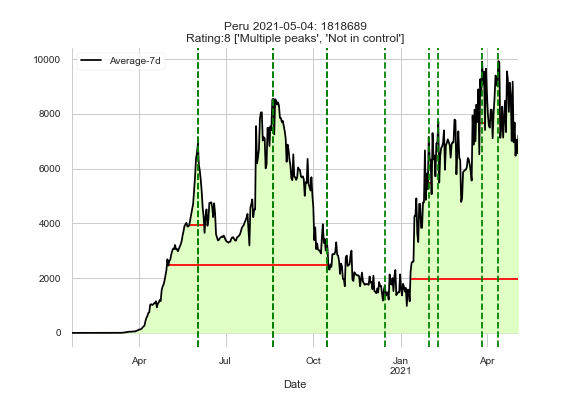 Peru 2021-05-04: 1818689
Rating:8 ['Multiple peaks', 'Not in control']
10000
Average-7d
8000
6000
4000
2000
0
Apr
Jul
Oct
Jan
2021
Apr
Date